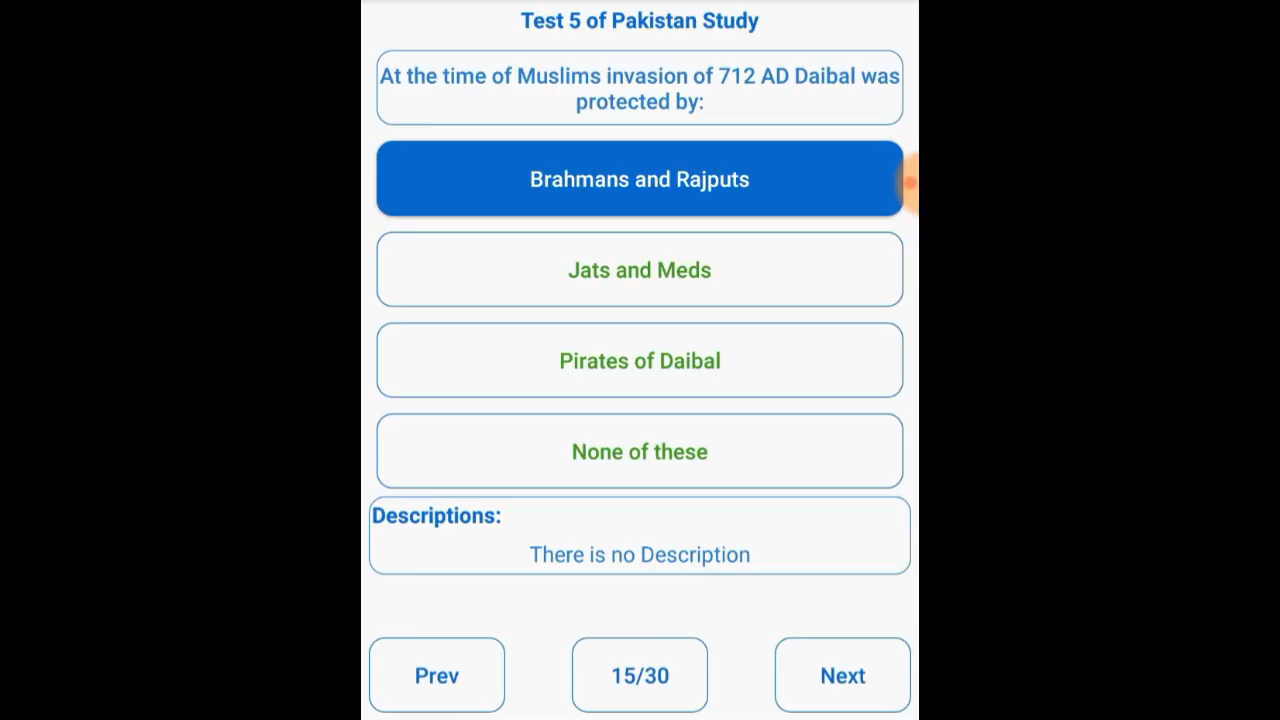 Test 5 of Pakistan Study
At the time of Muslims invasion of 712 AD Daibal was
protected by:
Brahmans and Rajputs
Jats and Meds
Pirates of Daibal
None of these
Descriptions:
There is no Description
Prev
15/30
Next